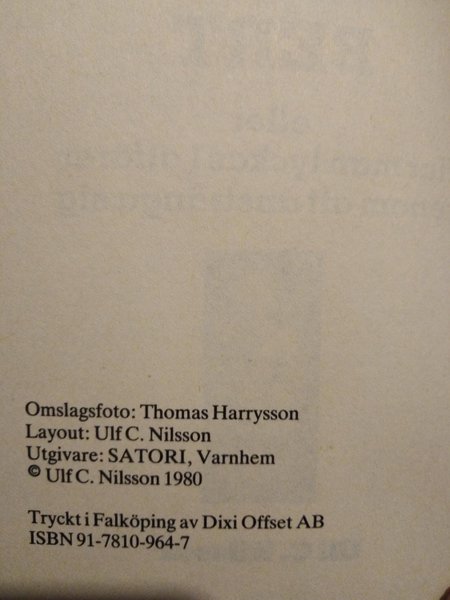 Omslagsfoto: Thomas Harrysson
Layout: Ulf C. Nilsson
Utgivare: SATORI, Varnhem
© Ulf C. Nilsson 1980
Tryckt i Falköping av Dixi Offset AB
ISBN 91-7810-964-7